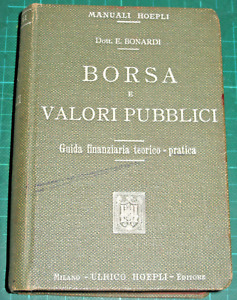 MANUALI HOEPLI
DOTT. E. BONARDI
BORSA
E
VALORI PUBBLICI
Guida finanziaria teorico-pratica
MILANO - ULRICO HOEPLI - EDITORE